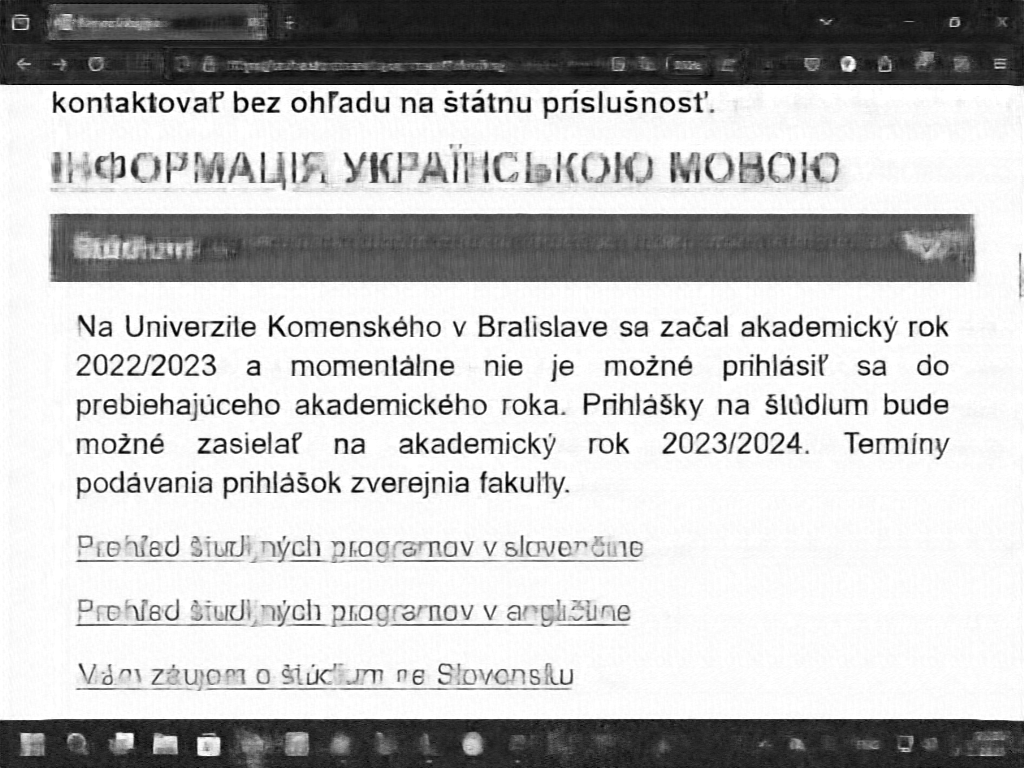 kontaktovať bez ohľadu na štátnu príslušnosť.
ІНФОРМАЦІЯ УКРАЇНСЬКОЮ МОВОЮ
Štúdium
Na Univerzite Komenského v Bratislave sa začal akademický rok
2022/2023 a momentálne nie je možné prihlásiť sa do
prebiehajúceho akademického roka. Prihlášky na štúdium bude
možné zasielať na akademický rok 2023/2024. Termíny
podávania prihlášok zverejnia fakulty.
Prehľad študijných programov v slovenčine
Prehľad študijných programov v angličtine
Vám záujem o štúdium na Slovensku